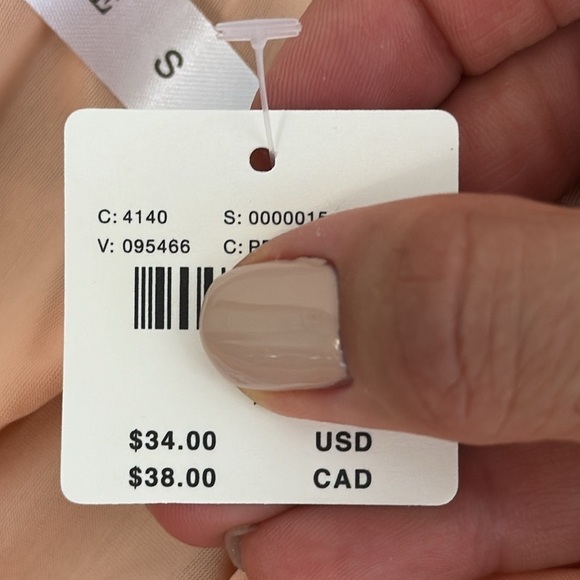 S
C: 4140 S: 0000015
V: 095466 C:
$34.00 USD
$38.00 CAD